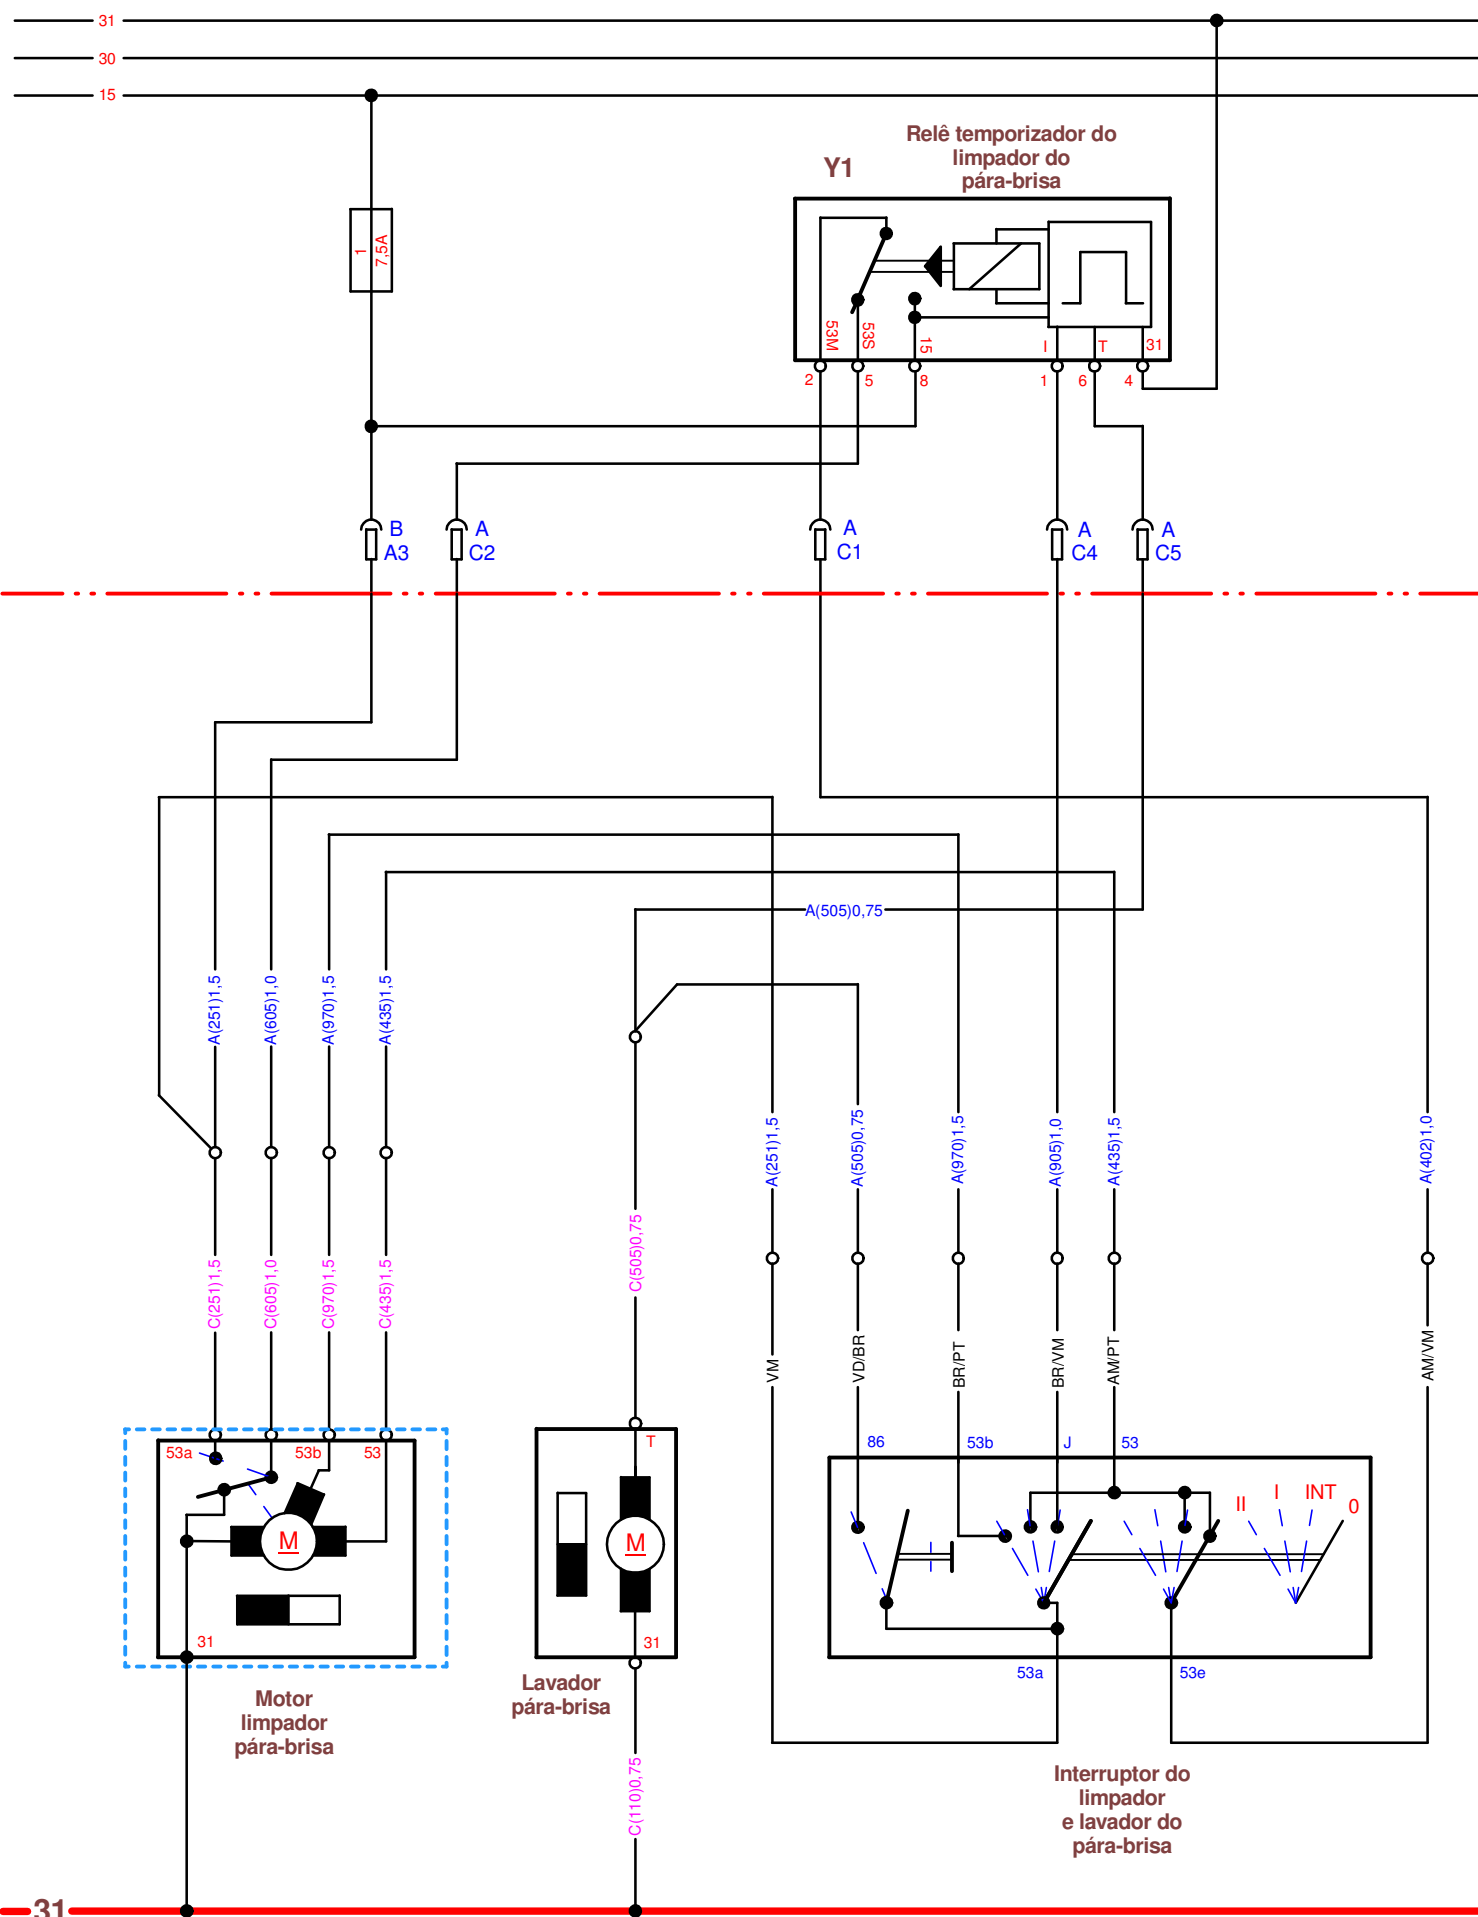 31
30
15
Relê temporizador do
limpador do
pára-brisa
Y1
1
7,5A
53M
53S
15
I
T
31
2
5
8
1
6
4
B
A3
A
C2
A
C1
A
C4
A
C5
A(505)0,75
A(251)1,5
A(605)1,0
A(970)1,5
A(435)1,5
A(251)1,5
A(505)0,75
A(970)1,5
A(905)1,0
A(435)1,5
A(402)1,0
C(251)1,5
C(605)1,0
C(970)1,5
C(435)1,5
C(505)0,75
VM
VD/BR
BR/PT
BR/VM
AM/PT
AM/VM
53a
53b
53
M
31
Motor
limpador
pára-brisa
T
M
31
Lavador
pára-brisa
C(110)0,75
86
53b
J
53
II
I
INT
0
53a
53e
Interruptor do
limpador
e lavador do
pára-brisa
31